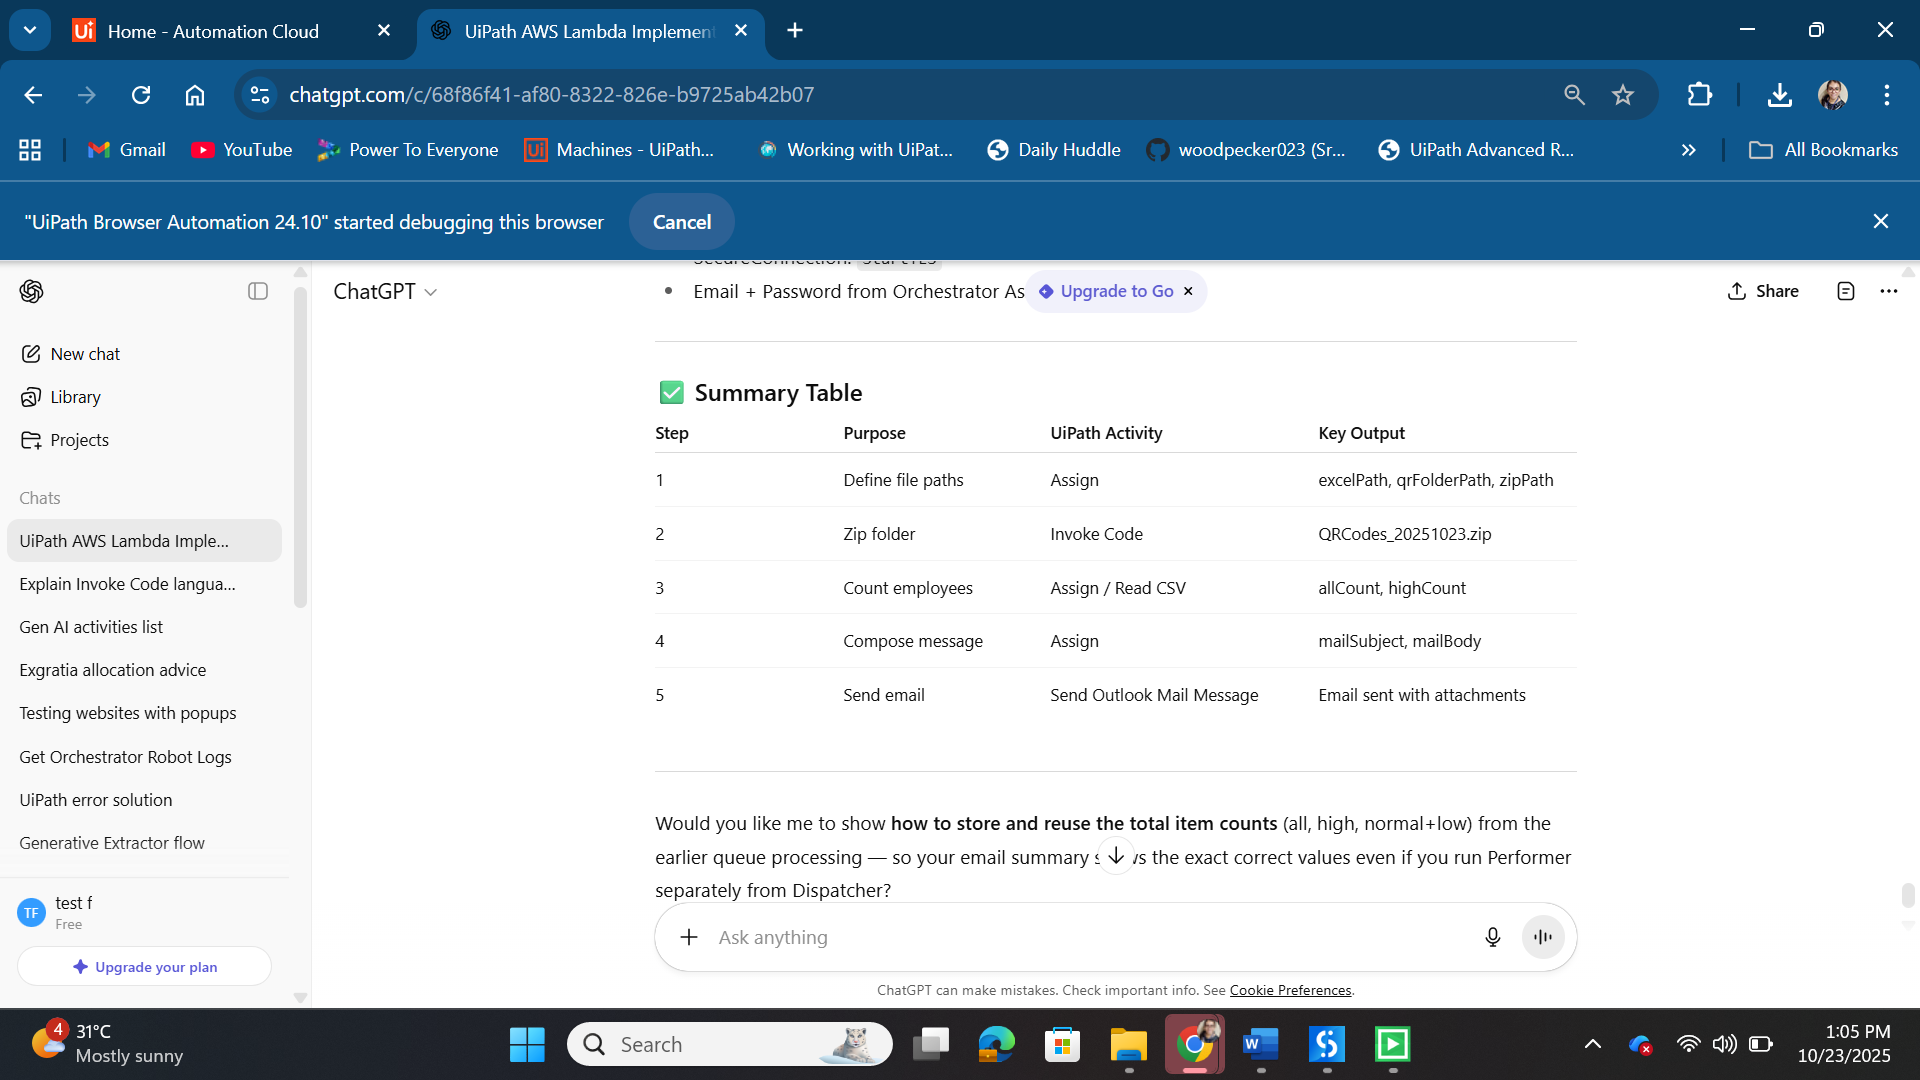 Home - Automation Cloud
UiPath AWS Lambda Implement
chatgpt.com/c/68f86f41-af80-8322-826e-b9725ab42b07
Gmail
YouTube
Power To Everyone
Machines - UiPath...
Working with UiPat...
Daily Huddle
woodpecker023 (Sr...
UiPath Advanced R...
All Bookmarks
"UiPath Browser Automation 24.10" started debugging this browser
Cancel
ChatGPT
Email + Password from Orchestrator As
Upgrade to Go
Share
New chat
Library
Projects
Chats
UiPath AWS Lambda Imple...
Explain Invoke Code langua...
Gen AI activities list
Exgratia allocation advice
Testing websites with popups
Get Orchestrator Robot Logs
UiPath error solution
Generative Extractor flow
TF
test f
Free
Upgrade your plan
Summary Table
Step Purpose UiPath Activity Key Output
1 Define file paths Assign excelPath, qrFolderPath, zipPath
2 Zip folder Invoke Code QRCodes_20251023.zip
3 Count employees Assign / Read CSV allCount, highCount
4 Compose message Assign mailSubject, mailBody
5 Send email Send Outlook Mail Message Email sent with attachments
Would you like me to show how to store and reuse the total item counts (all, high, normal+low) from the
earlier queue processing — so your email summary the exact correct values even if you run Performer
separately from Dispatcher?
Ask anything
ChatGPT can make mistakes. Check important info. See Cookie Preferences.
4
31°C
Mostly sunny
Search
1:05 PM
10/23/2025